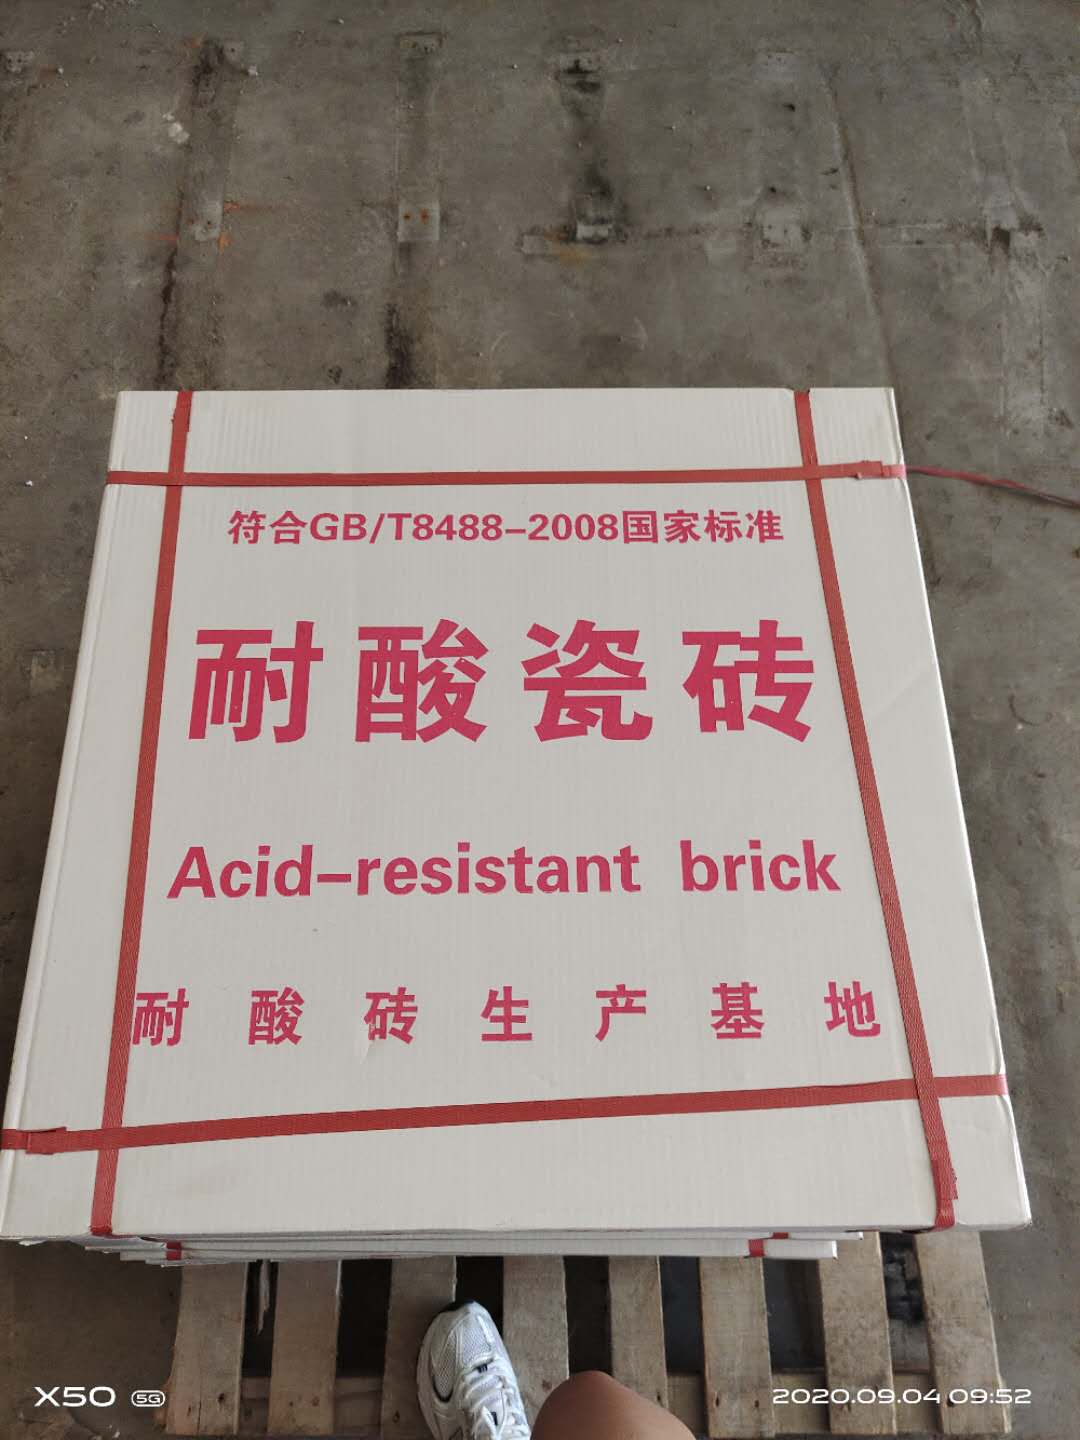 符合GB/T8488-2008国家标准
耐酸瓷砖
Acid-resistant brick
耐酸砖生产基地
X50 5G
2020.09.04 09:52